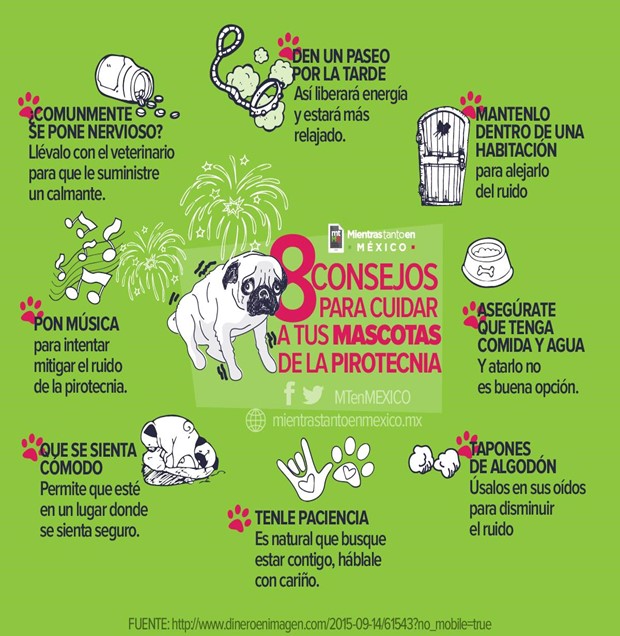 DEN UN PASEO
POR LA TARDE
Así liberará energía
y estará más
relajado.
¿COMUNMENTE
SE PONE NERVIOSO?
Llévalo con el veterinario
para que le suministre
un calmante.
MANTENLO
DENTRO DE UNA
HABITACIÓN
para alejarlo
del ruido
mt
Mientrastantoen
MÉXICO
8 CONSEJOS
PARA CUIDAR
A TUS MASCOTAS
DE LA PIROTECNIA
MTenMEXICO
mientrastantoenmexico.mx
PON MÚSICA
para intentar
mitigar el ruido
de la pirotecnia.
ASEGÚRATE
QUE TENGA
COMIDA Y AGUA
Y atarlo no
es buena opción.
QUE SE SIENTA
CÓMODO
Permite que esté
en un lugar donde
se sienta seguro.
TENLE PACIENCIA
Es natural que busque
estar contigo, háblale
con cariño.
TAPONES
DE ALGODÓN
Úsalos en sus oídos
para disminuir
el ruido
FUENTE: http://www.dineroenimagen.com/2015-09-14/61543?no_mobile=true